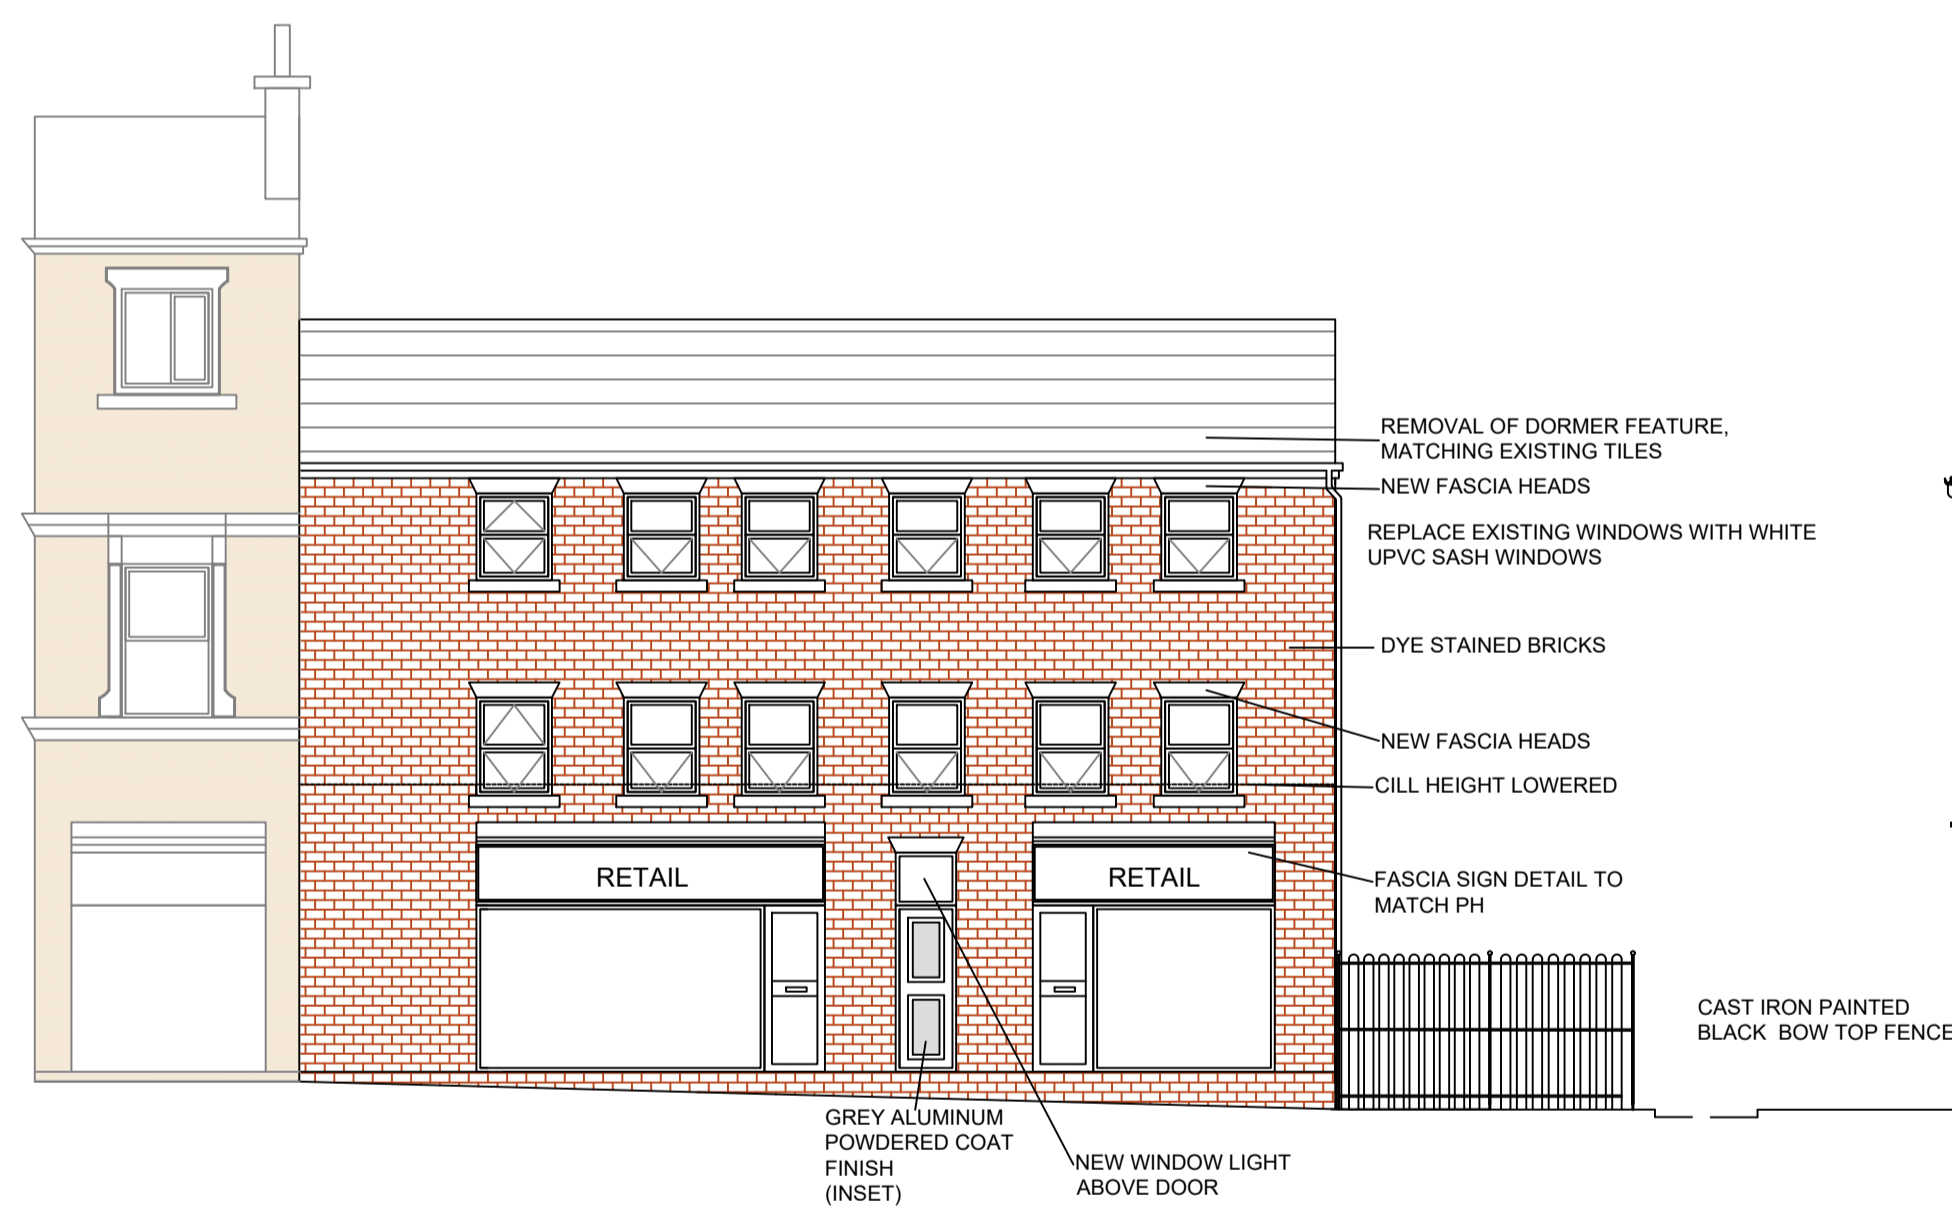 REMOVAL OF DORMER FEATURE,
MATCHING EXISTING TILES
NEW FASCIA HEADS
REPLACE EXISTING WINDOWS WITH WHITE
UPVC SASH WINDOWS
DYE STAINED BRICKS
NEW FASCIA HEADS
CILL HEIGHT LOWERED
RETAIL
RETAIL
FASCIA SIGN DETAIL TO
MATCH PH
CAST IRON PAINTED
BLACK BOW TOP FENCE
GREY ALUMINUM
POWDERED COAT
FINISH
(INSET)
NEW WINDOW LIGHT
ABOVE DOOR